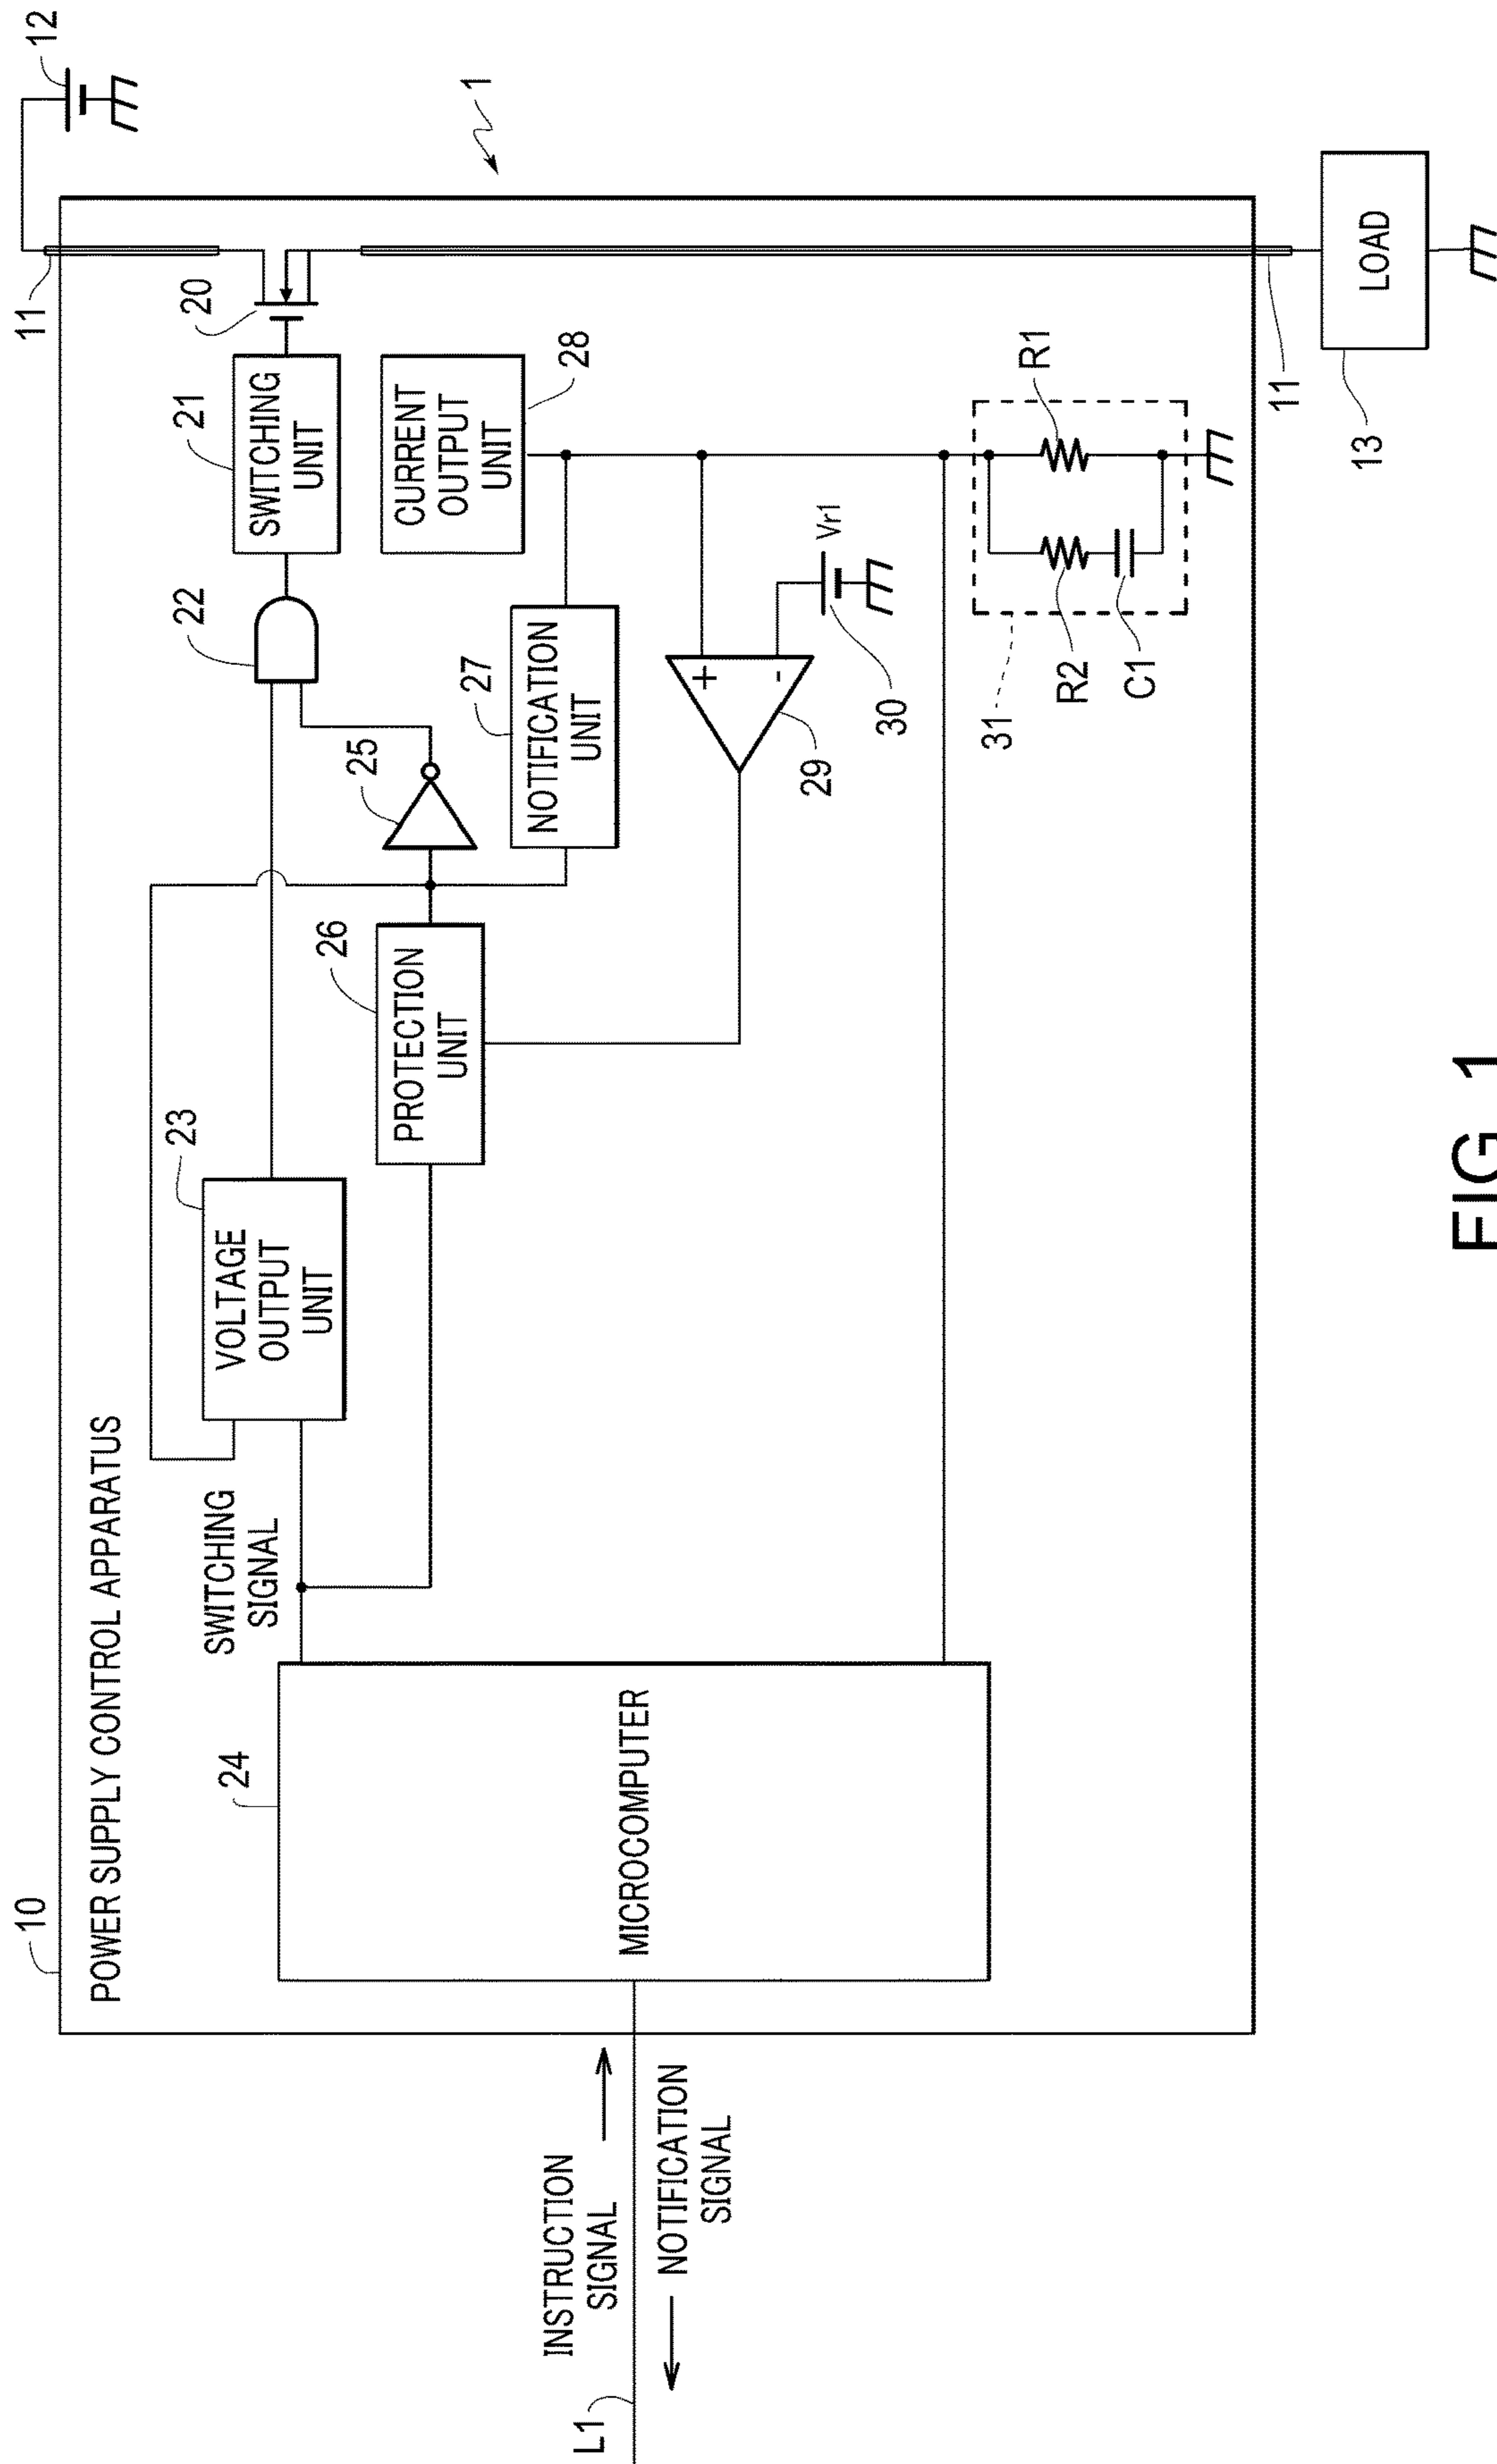 10
POWER SUPPLY CONTROL APPARATUS
11
12
1
24
MICROCOMPUTER
SWITCHING
SIGNAL
23
VOLTAGE
OUTPUT
UNIT
22
21
SWITCHING
UNIT
20
25
26
PROTECTION
UNIT
27
NOTIFICATION
UNIT
28
CURRENT
OUTPUT
UNIT
+
-
29
30
Vr1
31
R2
C1
R1
11
13
LOAD
INSTRUCTION
SIGNAL
NOTIFICATION
SIGNAL
L1
FIG. 1